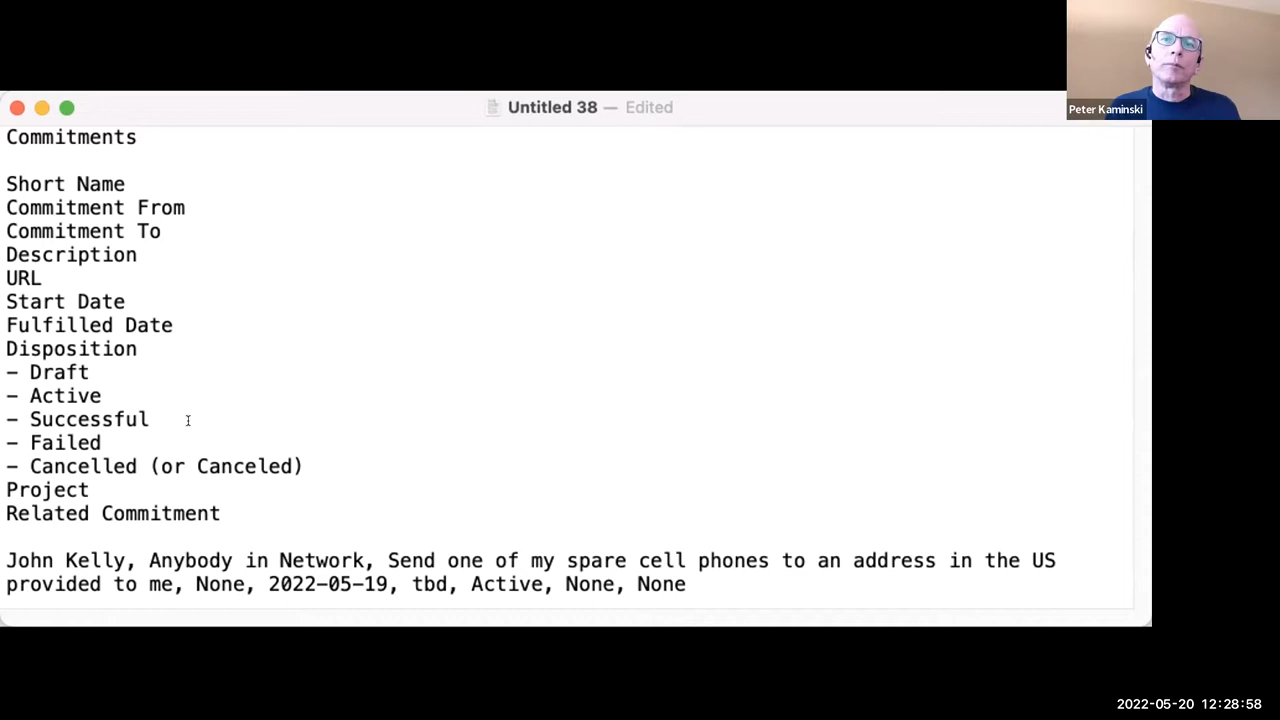 Untitled 38 — Edited
Peter Kaminski
Commitments
Short Name
Commitment From
Commitment To
Description
URL
Start Date
Fulfilled Date
Disposition
- Draft
- Active
- Successful
- Failed
- Cancelled (or Canceled)
Project
Related Commitment
John Kelly, Anybody in Network, Send one of my spare cell phones to an address in the US
provided to me, None, 2022-05-19, tbd, Active, None, None
2022-05-20 12:28:58